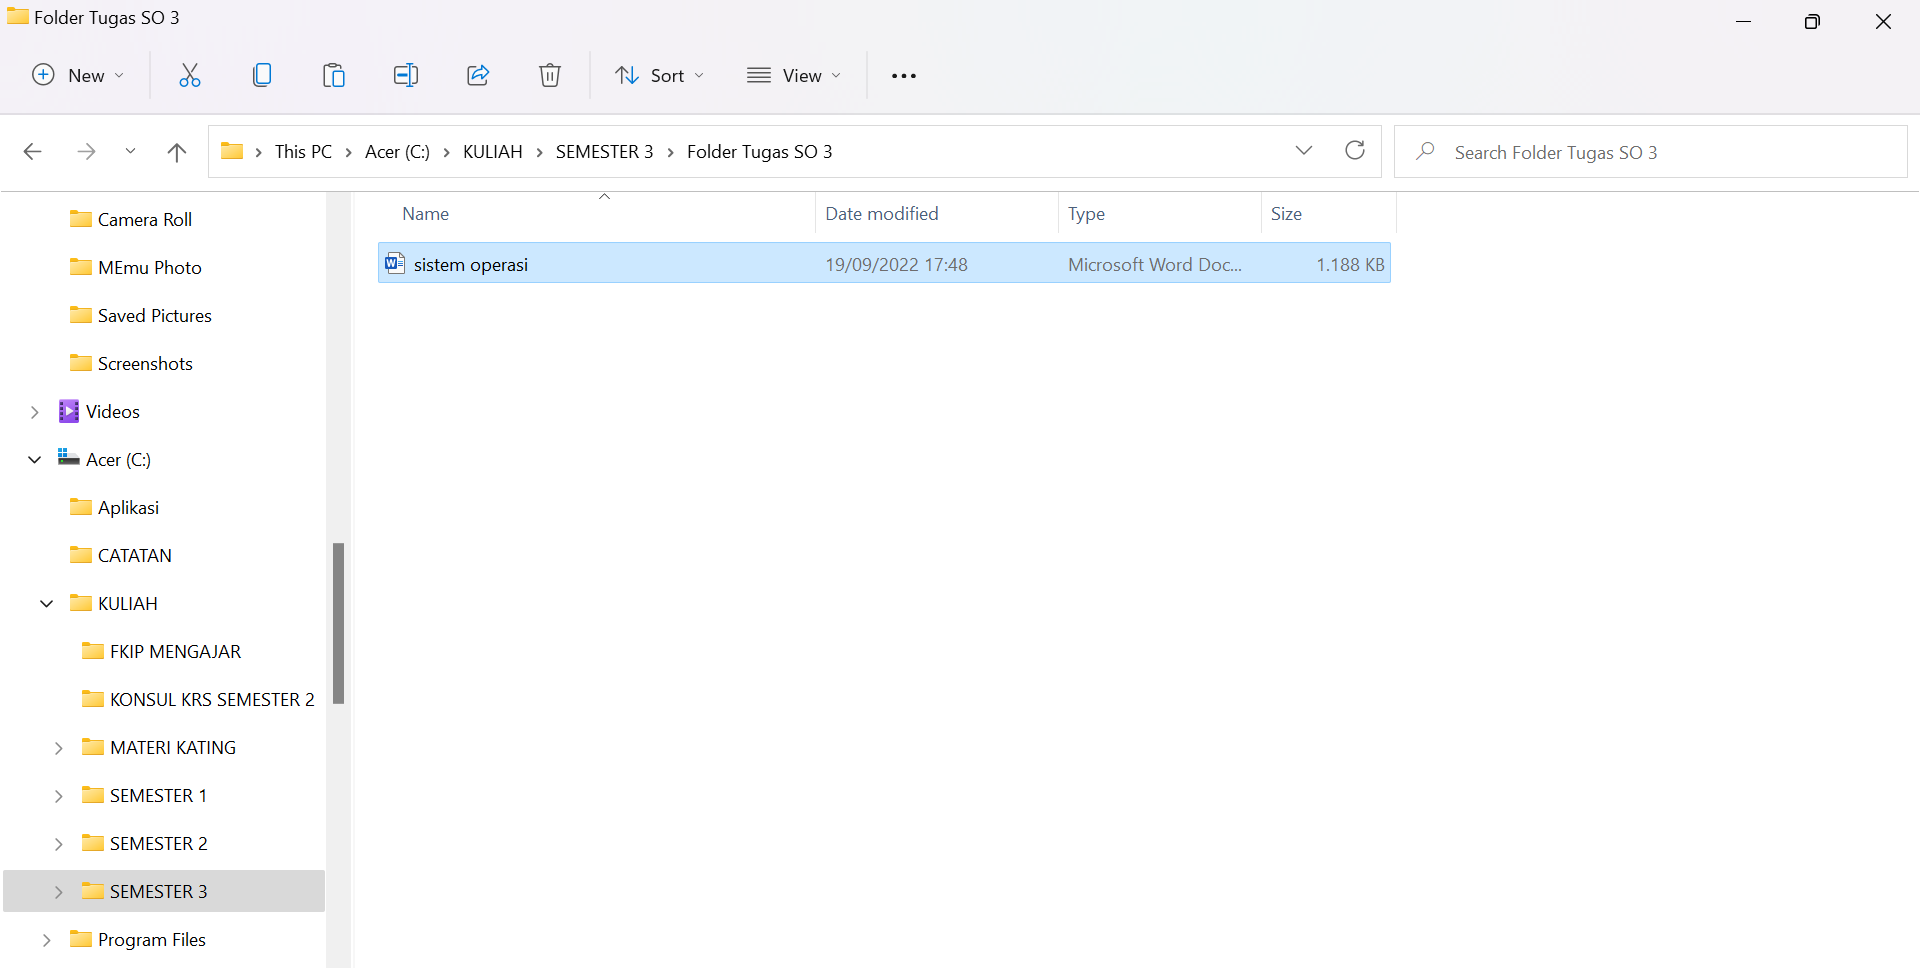 Folder Tugas SO 3
New Sort View
This PC Acer (C:) KULIAH SEMESTER 3 Folder Tugas SO 3 Search Folder Tugas SO 3
Name Date modified Type Size
sistem operasi 19/09/2022 17:48 Microsoft Word Doc... 1.188 KB
Camera Roll
MEmu Photo
Saved Pictures
Screenshots
Videos
Acer (C:)
Aplikasi
CATATAN
KULIAH
FKIP MENGAJAR
KONSUL KRS SEMESTER 2
MATERI KATING
SEMESTER 1
SEMESTER 2
SEMESTER 3
Program Files